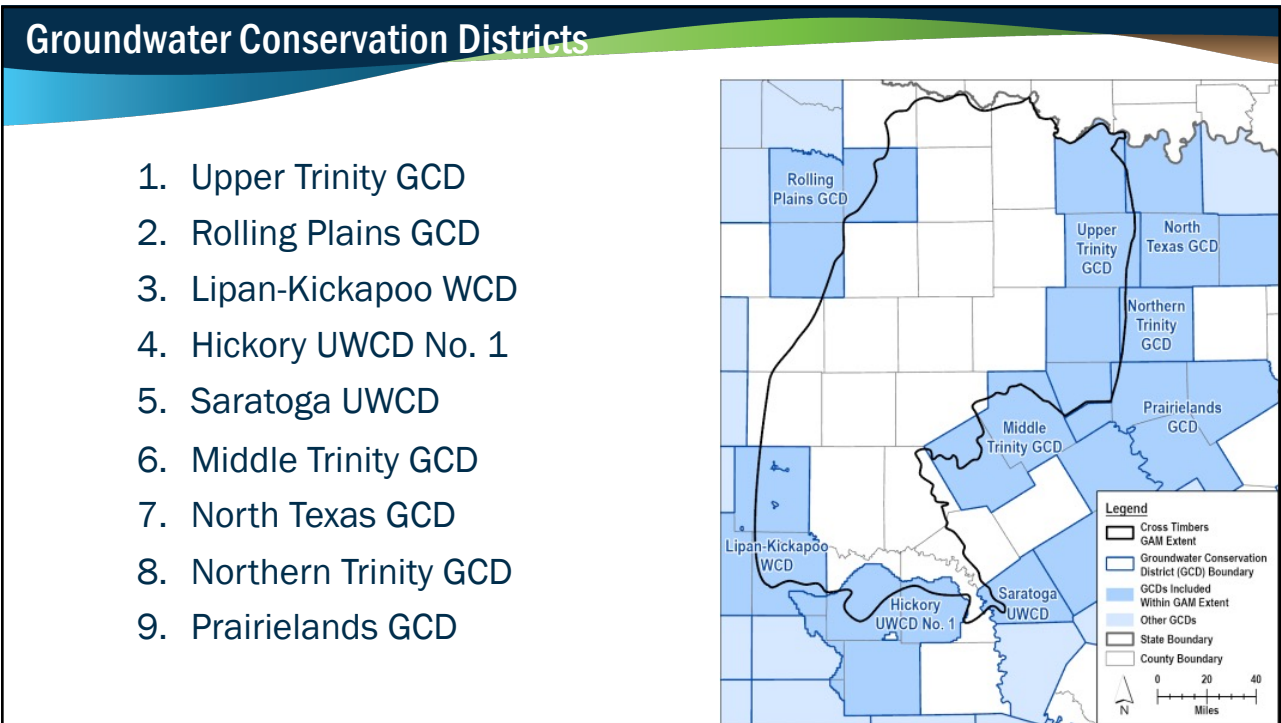 Groundwater Conservation Districts
1. Upper Trinity GCD
2. Rolling Plains GCD
3. Lipan-Kickapoo WCD
4. Hickory UWCD No. 1
5. Saratoga UWCD
6. Middle Trinity GCD
7. North Texas GCD
8. Northern Trinity GCD
9. Prairielands GCD
Rolling
Plains GCD
Upper
Trinity
GCD
North
Texas GCD
Northern
Trinity
GCD
Prairielands
GCD
Middle
Trinity GCD
Lipan-Kickapoo
WCD
Hickory
UWCD No. 1
Saratoga
UWCD
Legend
Cross Timbers
GAM Extent
Groundwater Conservation
District (GCD) Boundary
GCDs Included
Within GAM Extent
Other GCDs
State Boundary
County Boundary
0 20 40
Miles
N